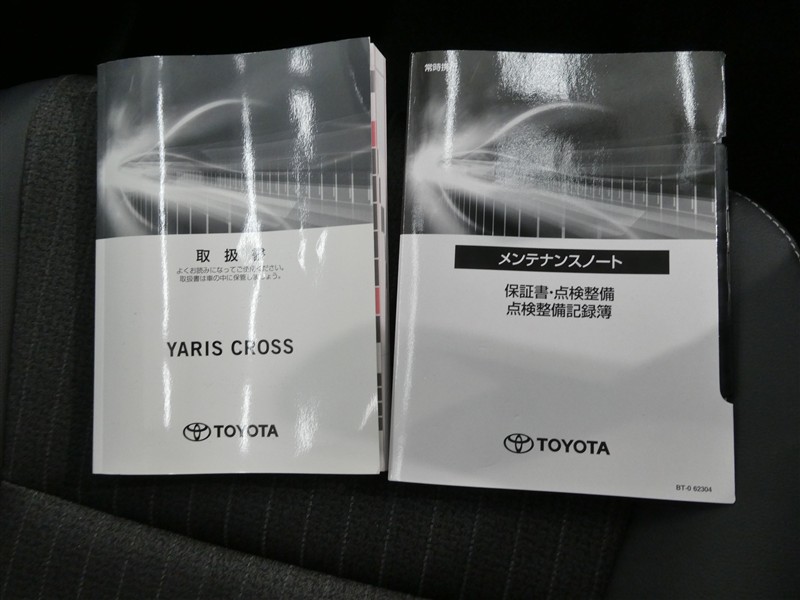 取扱書
よくお読みになってご使用ください。
取扱書は車の中に保管しましょう。
YARIS CROSS
TOYOTA
常時携行
メンテナンスノート
保証書・点検整備
点検整備記録簿
TOYOTA
BT-6 62304